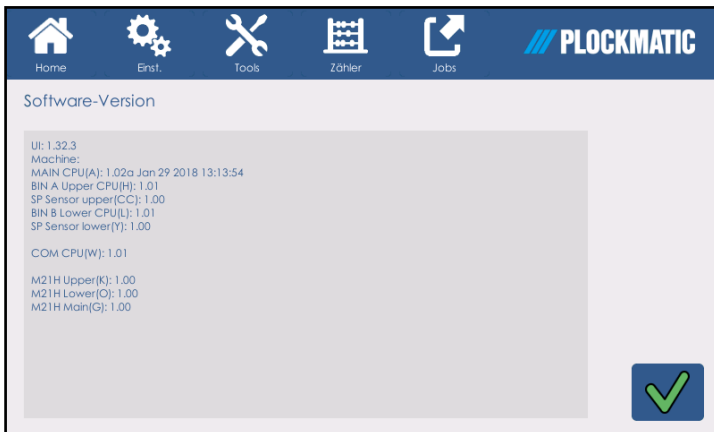 Home Einst. Tools Zähler Jobs PLOCKMATIC
Software-Version
UI: 1.32.3
Machine:
MAIN CPU(A): 1.02a Jan 29 2018 13:13:54
BIN A Upper CPU(H): 1.01
SP Sensor upper(CC): 1.00
BIN B Lower CPU(L): 1.01
SP Sensor lower(Y): 1.00
COM CPU(W): 1.01
M21H Upper(K): 1.00
M21H Lower(O): 1.00
M21H Main(G): 1.00